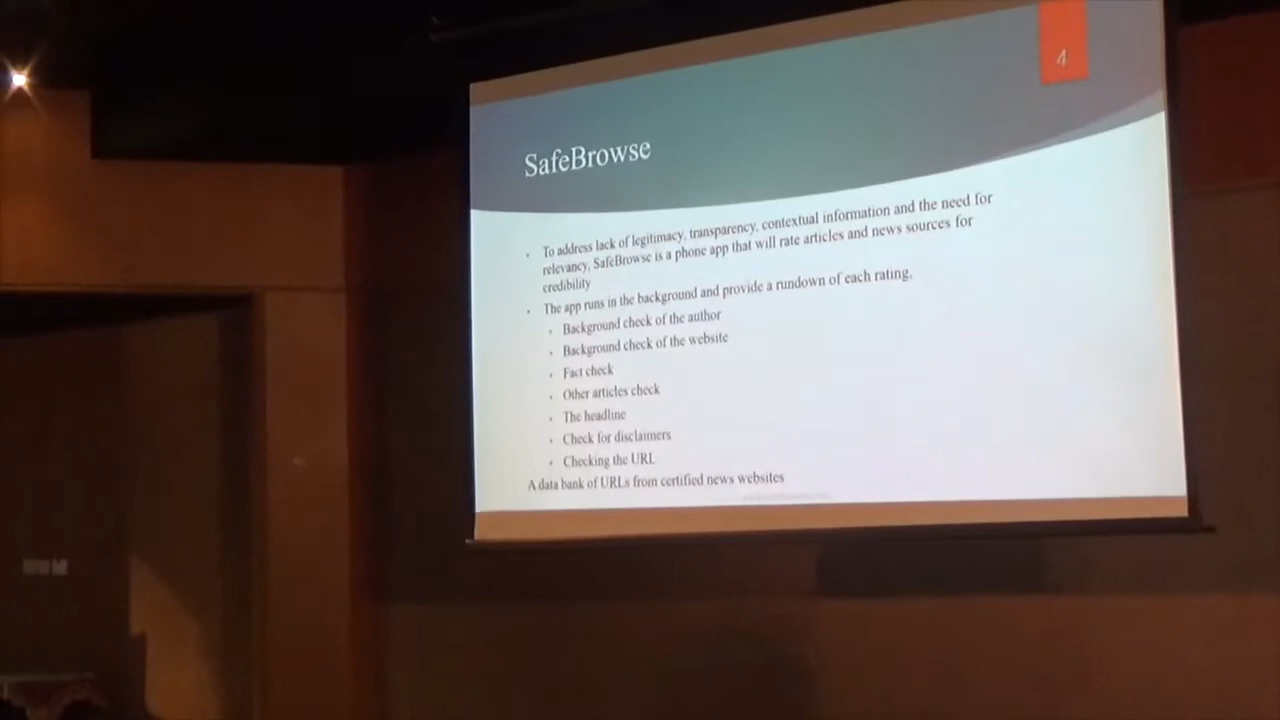 4
SafeBrowse
To address lack of legitimacy, transparency, contextual information and the need for
relevancy, SafeBrowse is a phone app that will rate articles and news sources for
credibility
The app runs in the background and provide a rundown of each rating.
Background check of the author
Background check of the website
Fact check
Other articles check
The headline
Check for disclaimers
Checking the URL
A data bank of URLs from certified news websites